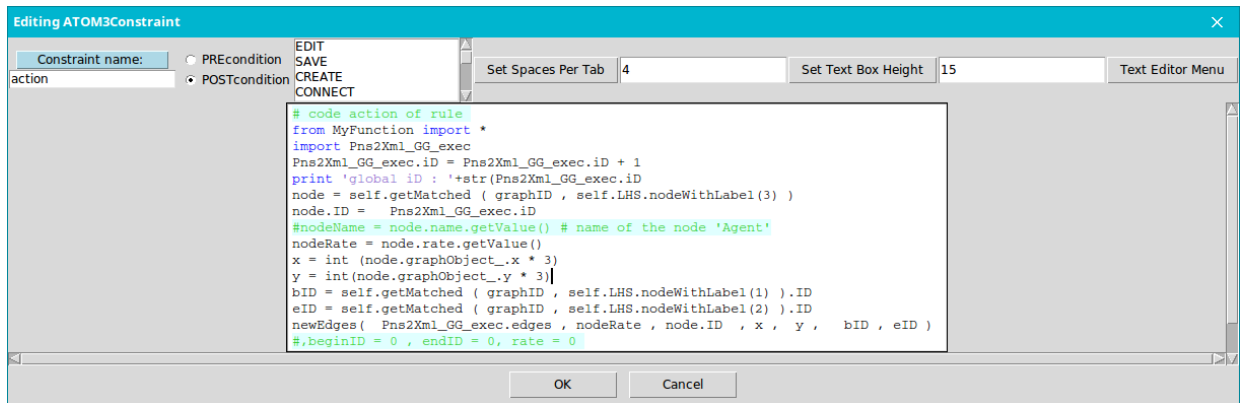 Editing ATOM3Constraint
Constraint name:
action
PREcondition
POSTcondition
EDIT
SAVE
CREATE
CONNECT
Set Spaces Per Tab 4
Set Text Box Height 15
Text Editor Menu
# code action of rule
from MyFunction import *
import Pns2Xml_GG_exec
Pns2Xml_GG_exec.iD = Pns2Xml_GG_exec.iD + 1
print 'global iD : '+str(Pns2Xml_GG_exec.iD
node = self.getMatched ( graphID , self.LHS.nodeWithLabel(3) )
node.ID =   Pns2Xml_GG_exec.iD
#nodeName = node.name.getValue() # name of the node 'Agent'
nodeRate = node.rate.getValue()
x = int (node.graphObject_.x * 3)
y = int(node.graphObject_.y * 3)
bID = self.getMatched ( graphID , self.LHS.nodeWithLabel(1) ).ID
eID = self.getMatched ( graphID , self.LHS.nodeWithLabel(2) ).ID
newEdges(  Pns2Xml_GG_exec.edges , nodeRate , node.ID  , x ,  y ,   bID , eID )
#,beginID = 0 , endID = 0, rate = 0
OK
Cancel